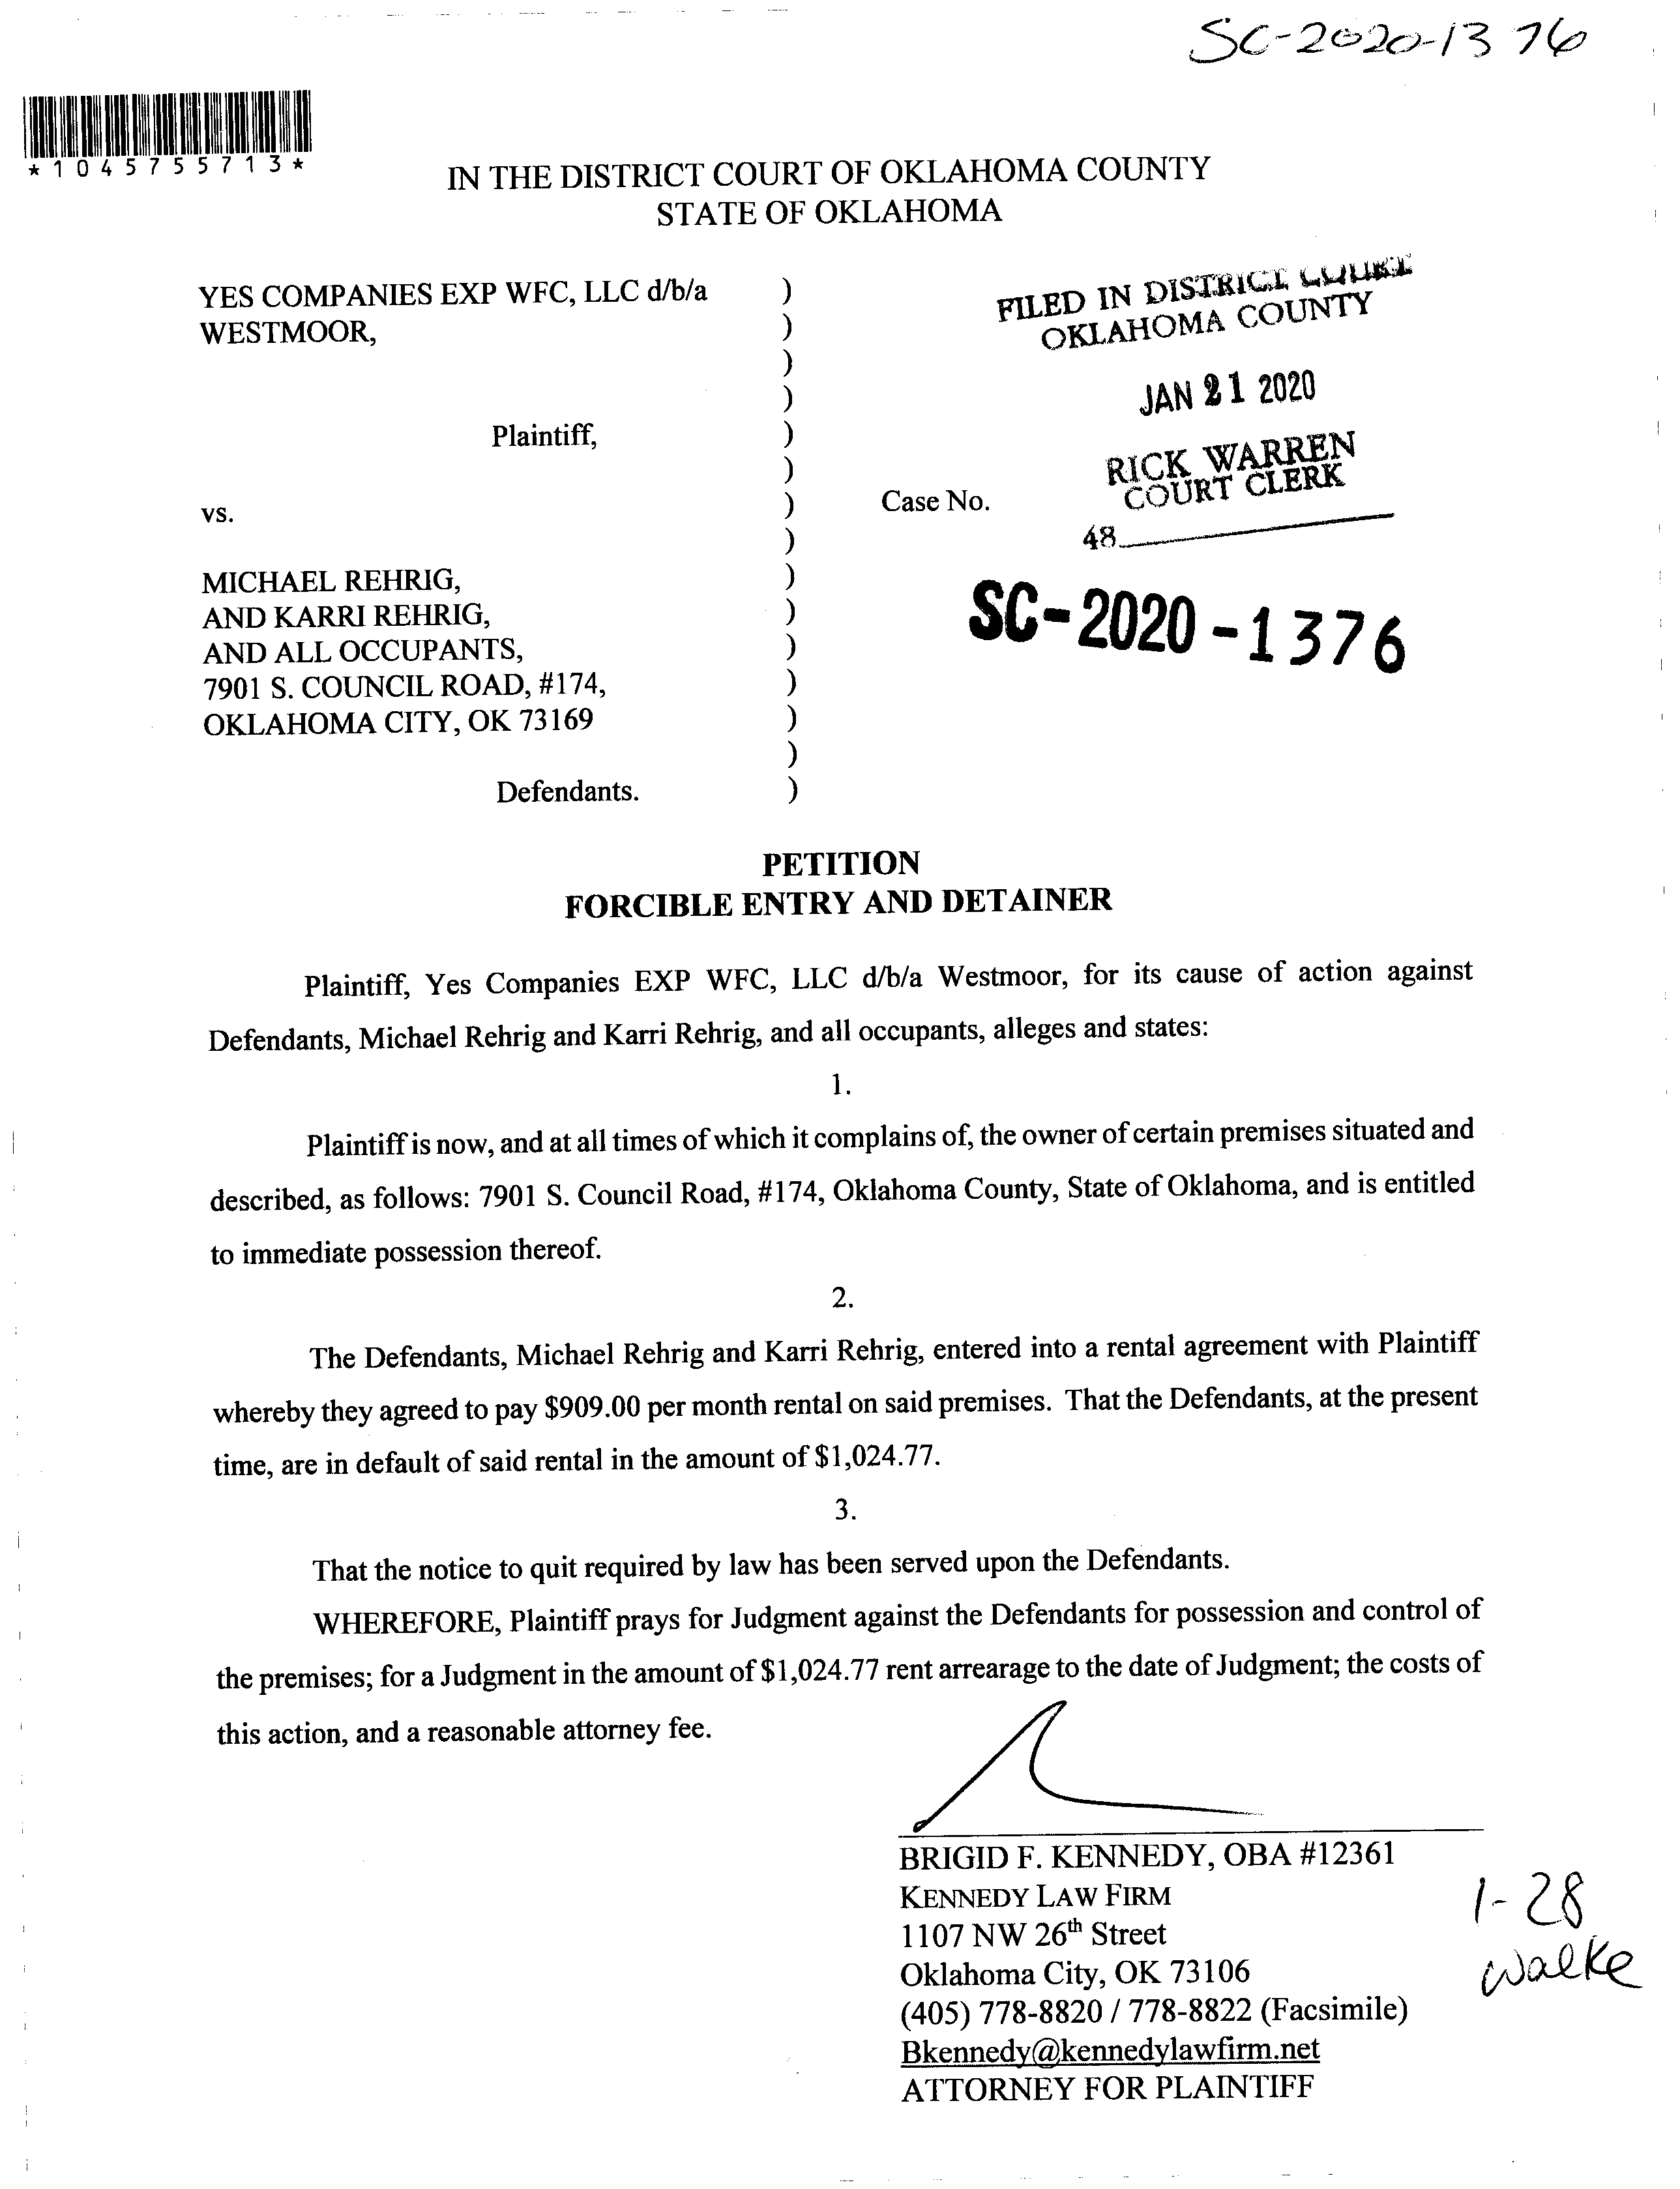 SC-2020-1376
*1045755713*
IN THE DISTRICT COURT OF OKLAHOMA COUNTY
STATE OF OKLAHOMA
YES COMPANIES EXP WFC, LLC d/b/a )
WESTMOOR, )
)
)
Plaintiff, )
)
vs. )
)
MICHAEL REHRIG, )
AND KARRI REHRIG, )
AND ALL OCCUPANTS, )
7901 S. COUNCIL ROAD, #174, )
OKLAHOMA CITY, OK 73169 )
)
Defendants. )
FILED IN DISTRICT COURT
OKLAHOMA COUNTY
JAN 21 2020
RICK WARREN
COURT CLERK
Case No.
48
SC-2020-1376
PETITION
FORCIBLE ENTRY AND DETAINER
Plaintiff, Yes Companies EXP WFC, LLC d/b/a Westmoor, for its cause of action against
Defendants, Michael Rehrig and Karri Rehrig, and all occupants, alleges and states:
1.
Plaintiff is now, and at all times of which it complains of, the owner of certain premises situated and
described, as follows: 7901 S. Council Road, #174, Oklahoma County, State of Oklahoma, and is entitled
to immediate possession thereof.
2.
The Defendants, Michael Rehrig and Karri Rehrig, entered into a rental agreement with Plaintiff
whereby they agreed to pay $909.00 per month rental on said premises. That the Defendants, at the present
time, are in default of said rental in the amount of $1,024.77.
3.
That the notice to quit required by law has been served upon the Defendants.
WHEREFORE, Plaintiff prays for Judgment against the Defendants for possession and control of
the premises; for a Judgment in the amount of $1,024.77 rent arrearage to the date of Judgment; the costs of
this action, and a reasonable attorney fee.
BRIGID F. KENNEDY, OBA #12361
KENNEDY LAW FIRM
1107 NW 26th Street
Oklahoma City, OK 73106
(405) 778-8820 / 778-8822 (Facsimile)
Bkennedy@kennedylawfirm.net
ATTORNEY FOR PLAINTIFF
1-28
Walke